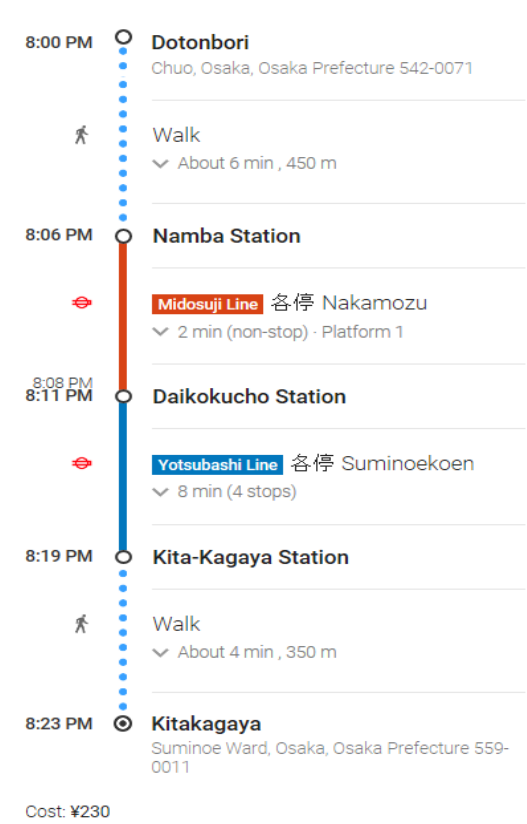 8:00 PM Dotonbori
Chuo, Osaka, Osaka Prefecture 542-0071
Walk
About 6 min , 450 m
8:06 PM Namba Station
Midosuji Line 各停 Nakamozu
2 min (non-stop) · Platform 1
8:08 PM
8:11 PM Daikokucho Station
Yotsubashi Line 各停 Suminoekoen
8 min (4 stops)
8:19 PM Kita-Kagaya Station
Walk
About 4 min , 350 m
8:23 PM Kitakagaya
Suminoe Ward, Osaka, Osaka Prefecture 559-
0011
Cost: ¥230